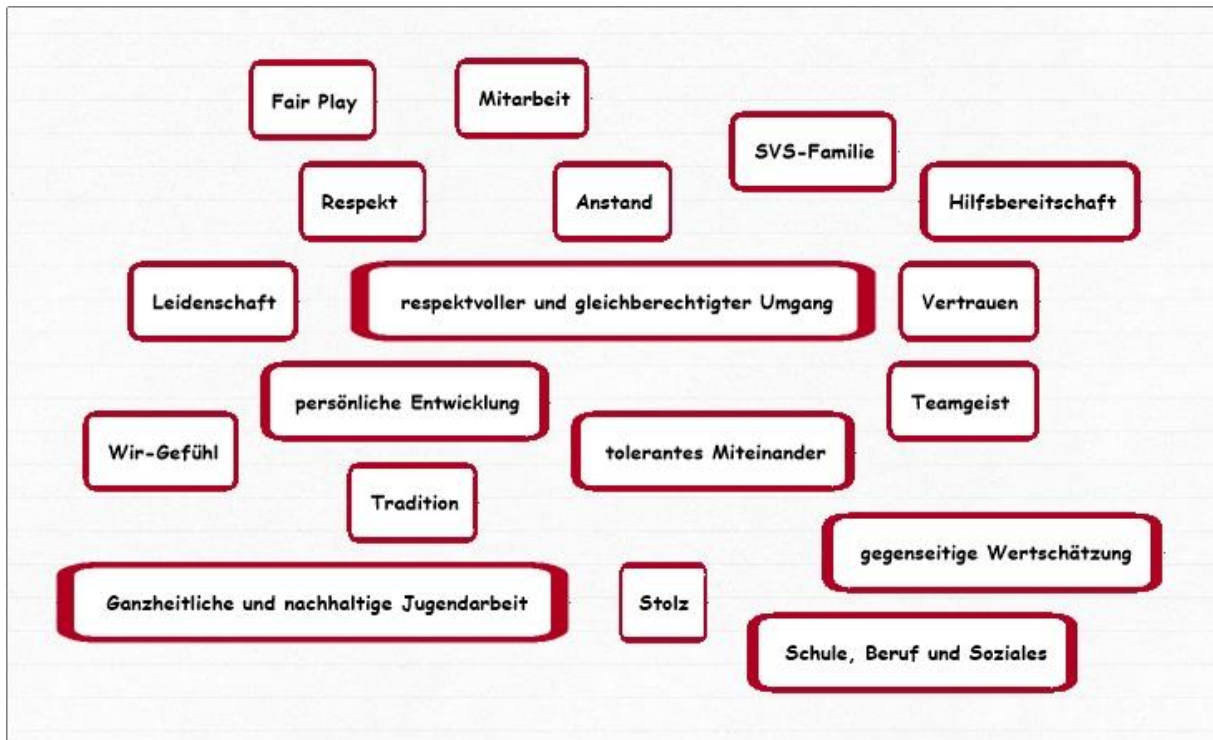 Fair Play
Mitarbeit
SVS-Familie
Respekt
Anstand
Hilfsbereitschaft
Leidenschaft
respektvoller und gleichberechtigter Umgang
Vertrauen
persönliche Entwicklung
Teamgeist
Wir-Gefühl
tolerantes Miteinander
Tradition
gegenseitige Wertschätzung
Ganzheitliche und nachhaltige Jugendarbeit
Stolz
Schule, Beruf und Soziales